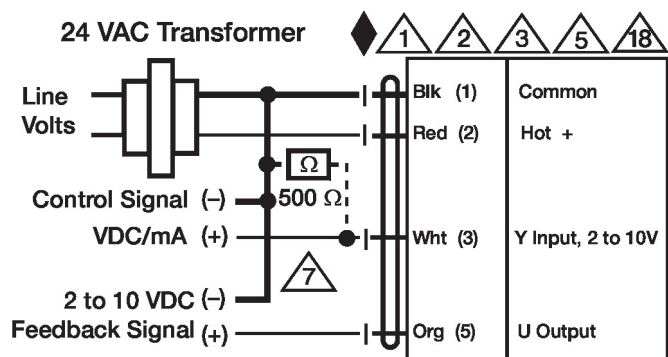 24 VAC Transformer
1 2 3 5 18
Line Volts
Blk (1) Common
Red (2) Hot +
Ω
500 Ω
Control Signal (–)
VDC/mA (+)
Wht (3) Y Input, 2 to 10V
7
2 to 10 VDC (–)
Feedback Signal (+)
Org (5) U Output